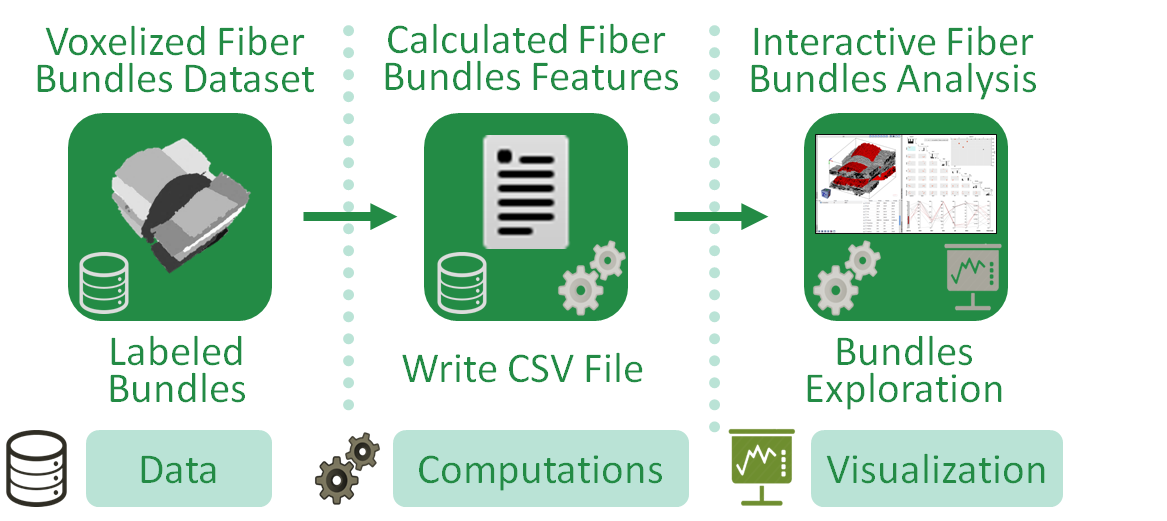 Voxelized Fiber
Bundles Dataset
Calculated Fiber
Bundles Features
Interactive Fiber
Bundles Analysis
Labeled
Bundles
Write CSV File
Bundles
Exploration
Data
Computations
Visualization